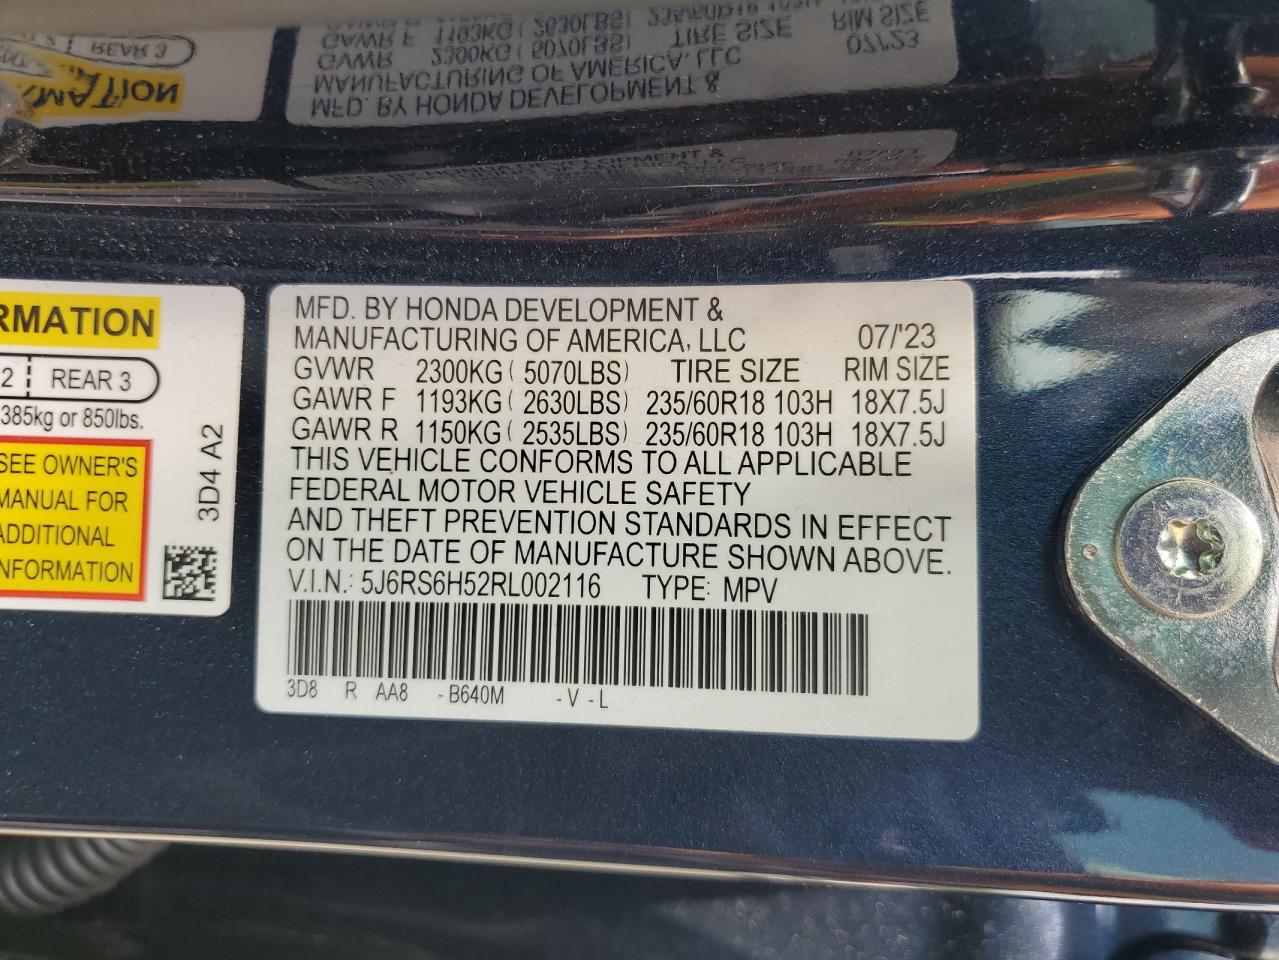 MFD. BY HONDA DEVELOPMENT &
MANUFACTURING OF AMERICA, LLC 07/'23
GVWR 2300KG ( 5070LBS) TIRE SIZE RIM SIZE
GAWR F 1193KG ( 2630LBS) 235/60R18 103H 18X7.5J
GAWR R 1150KG ( 2535LBS) 235/60R18 103H 18X7.5J
THIS VEHICLE CONFORMS TO ALL APPLICABLE
FEDERAL MOTOR VEHICLE SAFETY
AND THEFT PREVENTION STANDARDS IN EFFECT
ON THE DATE OF MANUFACTURE SHOWN ABOVE.
V.I.N.: 5J6RS6H52RL002116 TYPE: MPV
3D8 R AA8 - B640M - V - L
RMATION
2 REAR 3
385kg or 850lbs.
SEE OWNER'S
MANUAL FOR
ADDITIONAL
INFORMATION
3D4 A2